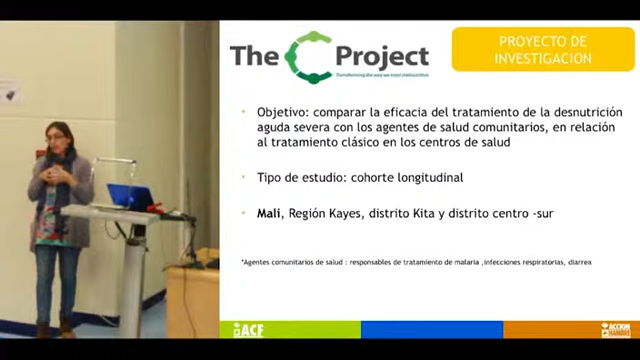 The C Project
Transforming the way we treat malnutrition
PROYECTO DE
INVESTIGACION
• Objetivo: comparar la eficacia del tratamiento de la desnutrición
aguda severa con los agentes de salud comunitarios, en relación
al tratamiento clásico en los centros de salud
• Tipo de estudio: cohorte longitudinal
• Mali, Región Kayes, distrito Kita y distrito centro -sur
*Agentes comunitarios de salud : responsables de tratamiento de malaria ,infecciones respiratorias, diarrea
ACF
ACCION